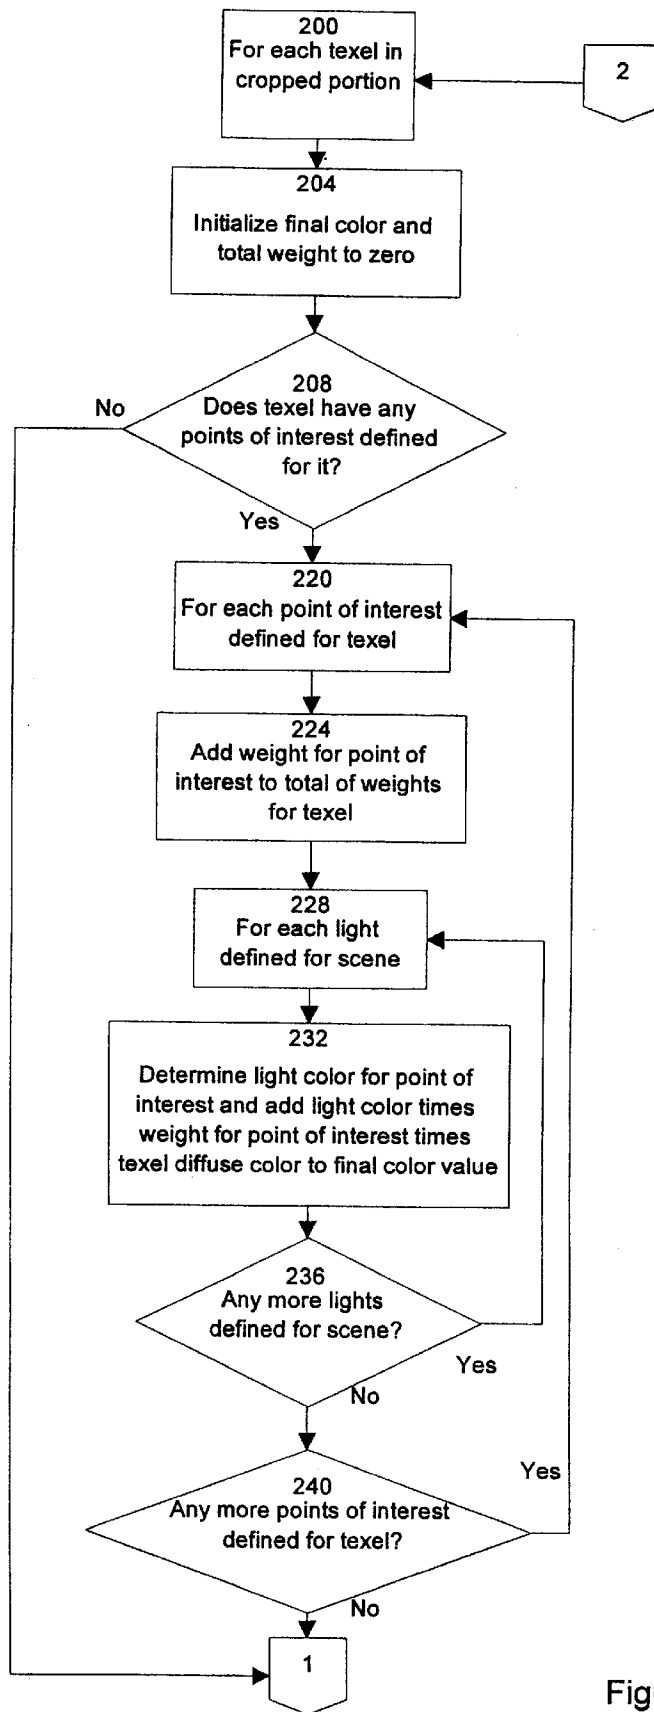 200
For each texel in
cropped portion
2
204
Initialize final color and
total weight to zero
208
Does texel have any
points of interest defined
for it?
No
Yes
220
For each point of interest
defined for texel
224
Add weight for point of
interest to total of weights
for texel
228
For each light
defined for scene
232
Determine light color for point of
interest and add light color times
weight for point of interest times
texel diffuse color to final color value
236
Any more lights
defined for scene?
Yes
No
240
Any more points of interest
defined for texel?
Yes
No
1